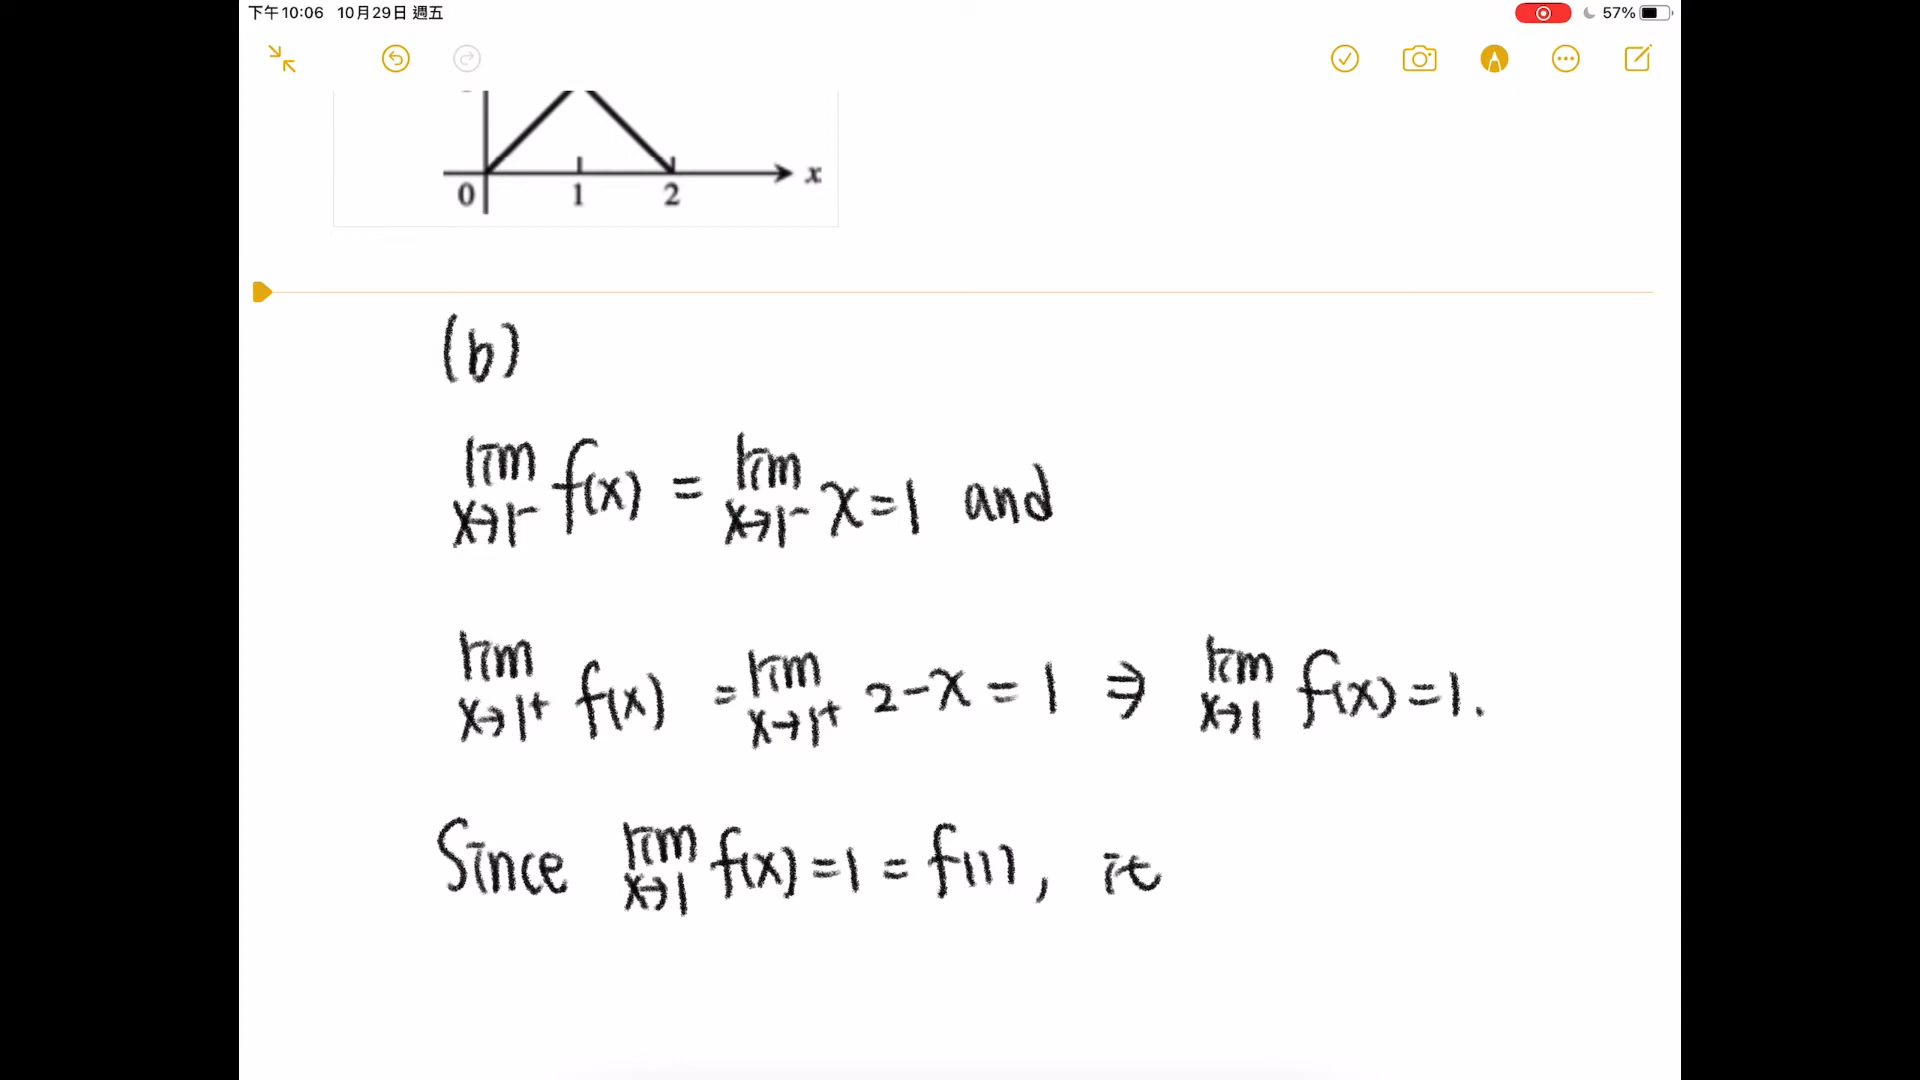 下午10:06 10月29日 週五
57%
x
0 1 2
(b)
lim x→1⁻ f(x) = lim x→1⁻ x = 1 and
lim x→1⁺ f(x) = lim x→1⁺ 2-x = 1 ⇒ lim x→1 f(x) = 1.
Since lim x→1 f(x) = 1 = f(1), it